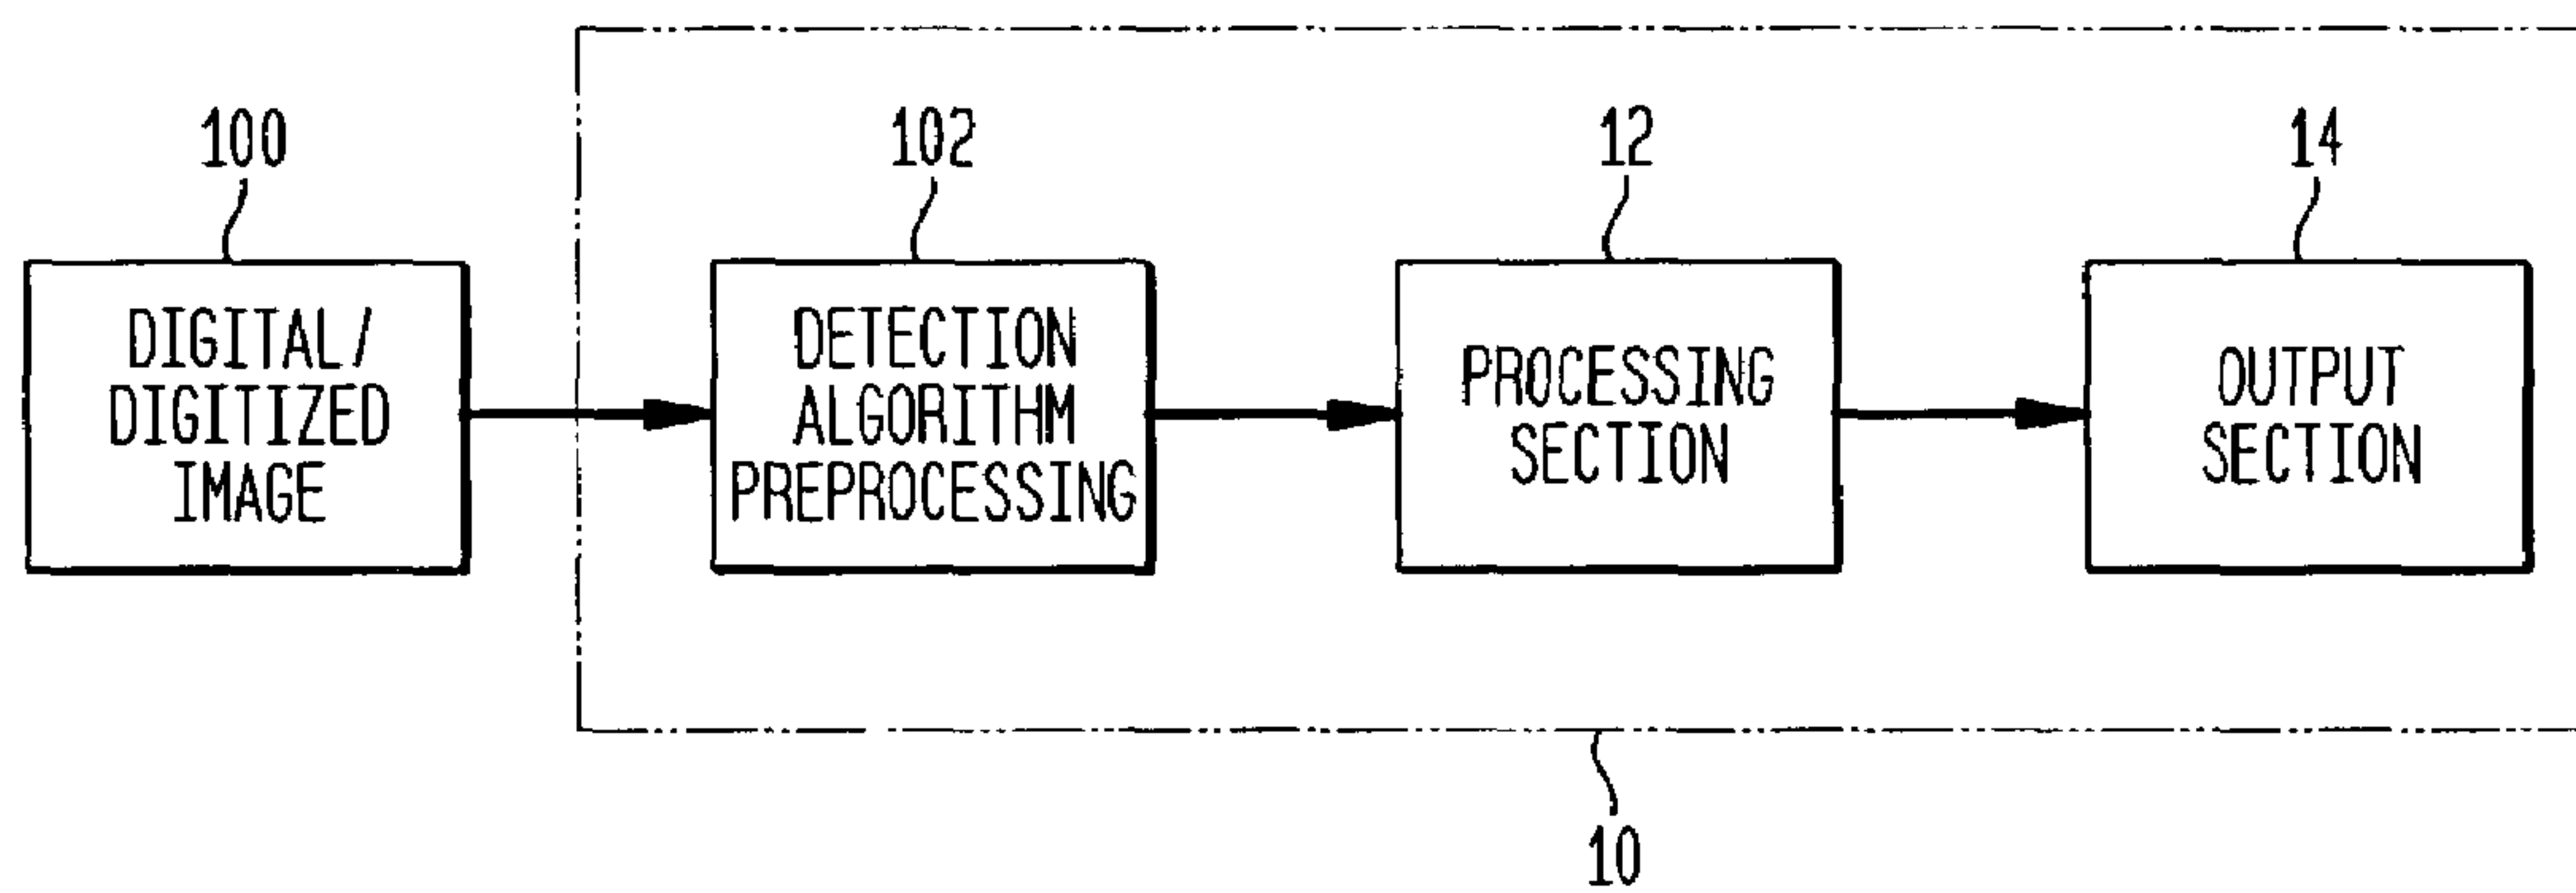 100
102
12
14
DIGITAL/
DIGITIZED
IMAGE
DETECTION
ALGORITHM
PREPROCESSING
PROCESSING
SECTION
OUTPUT
SECTION
10